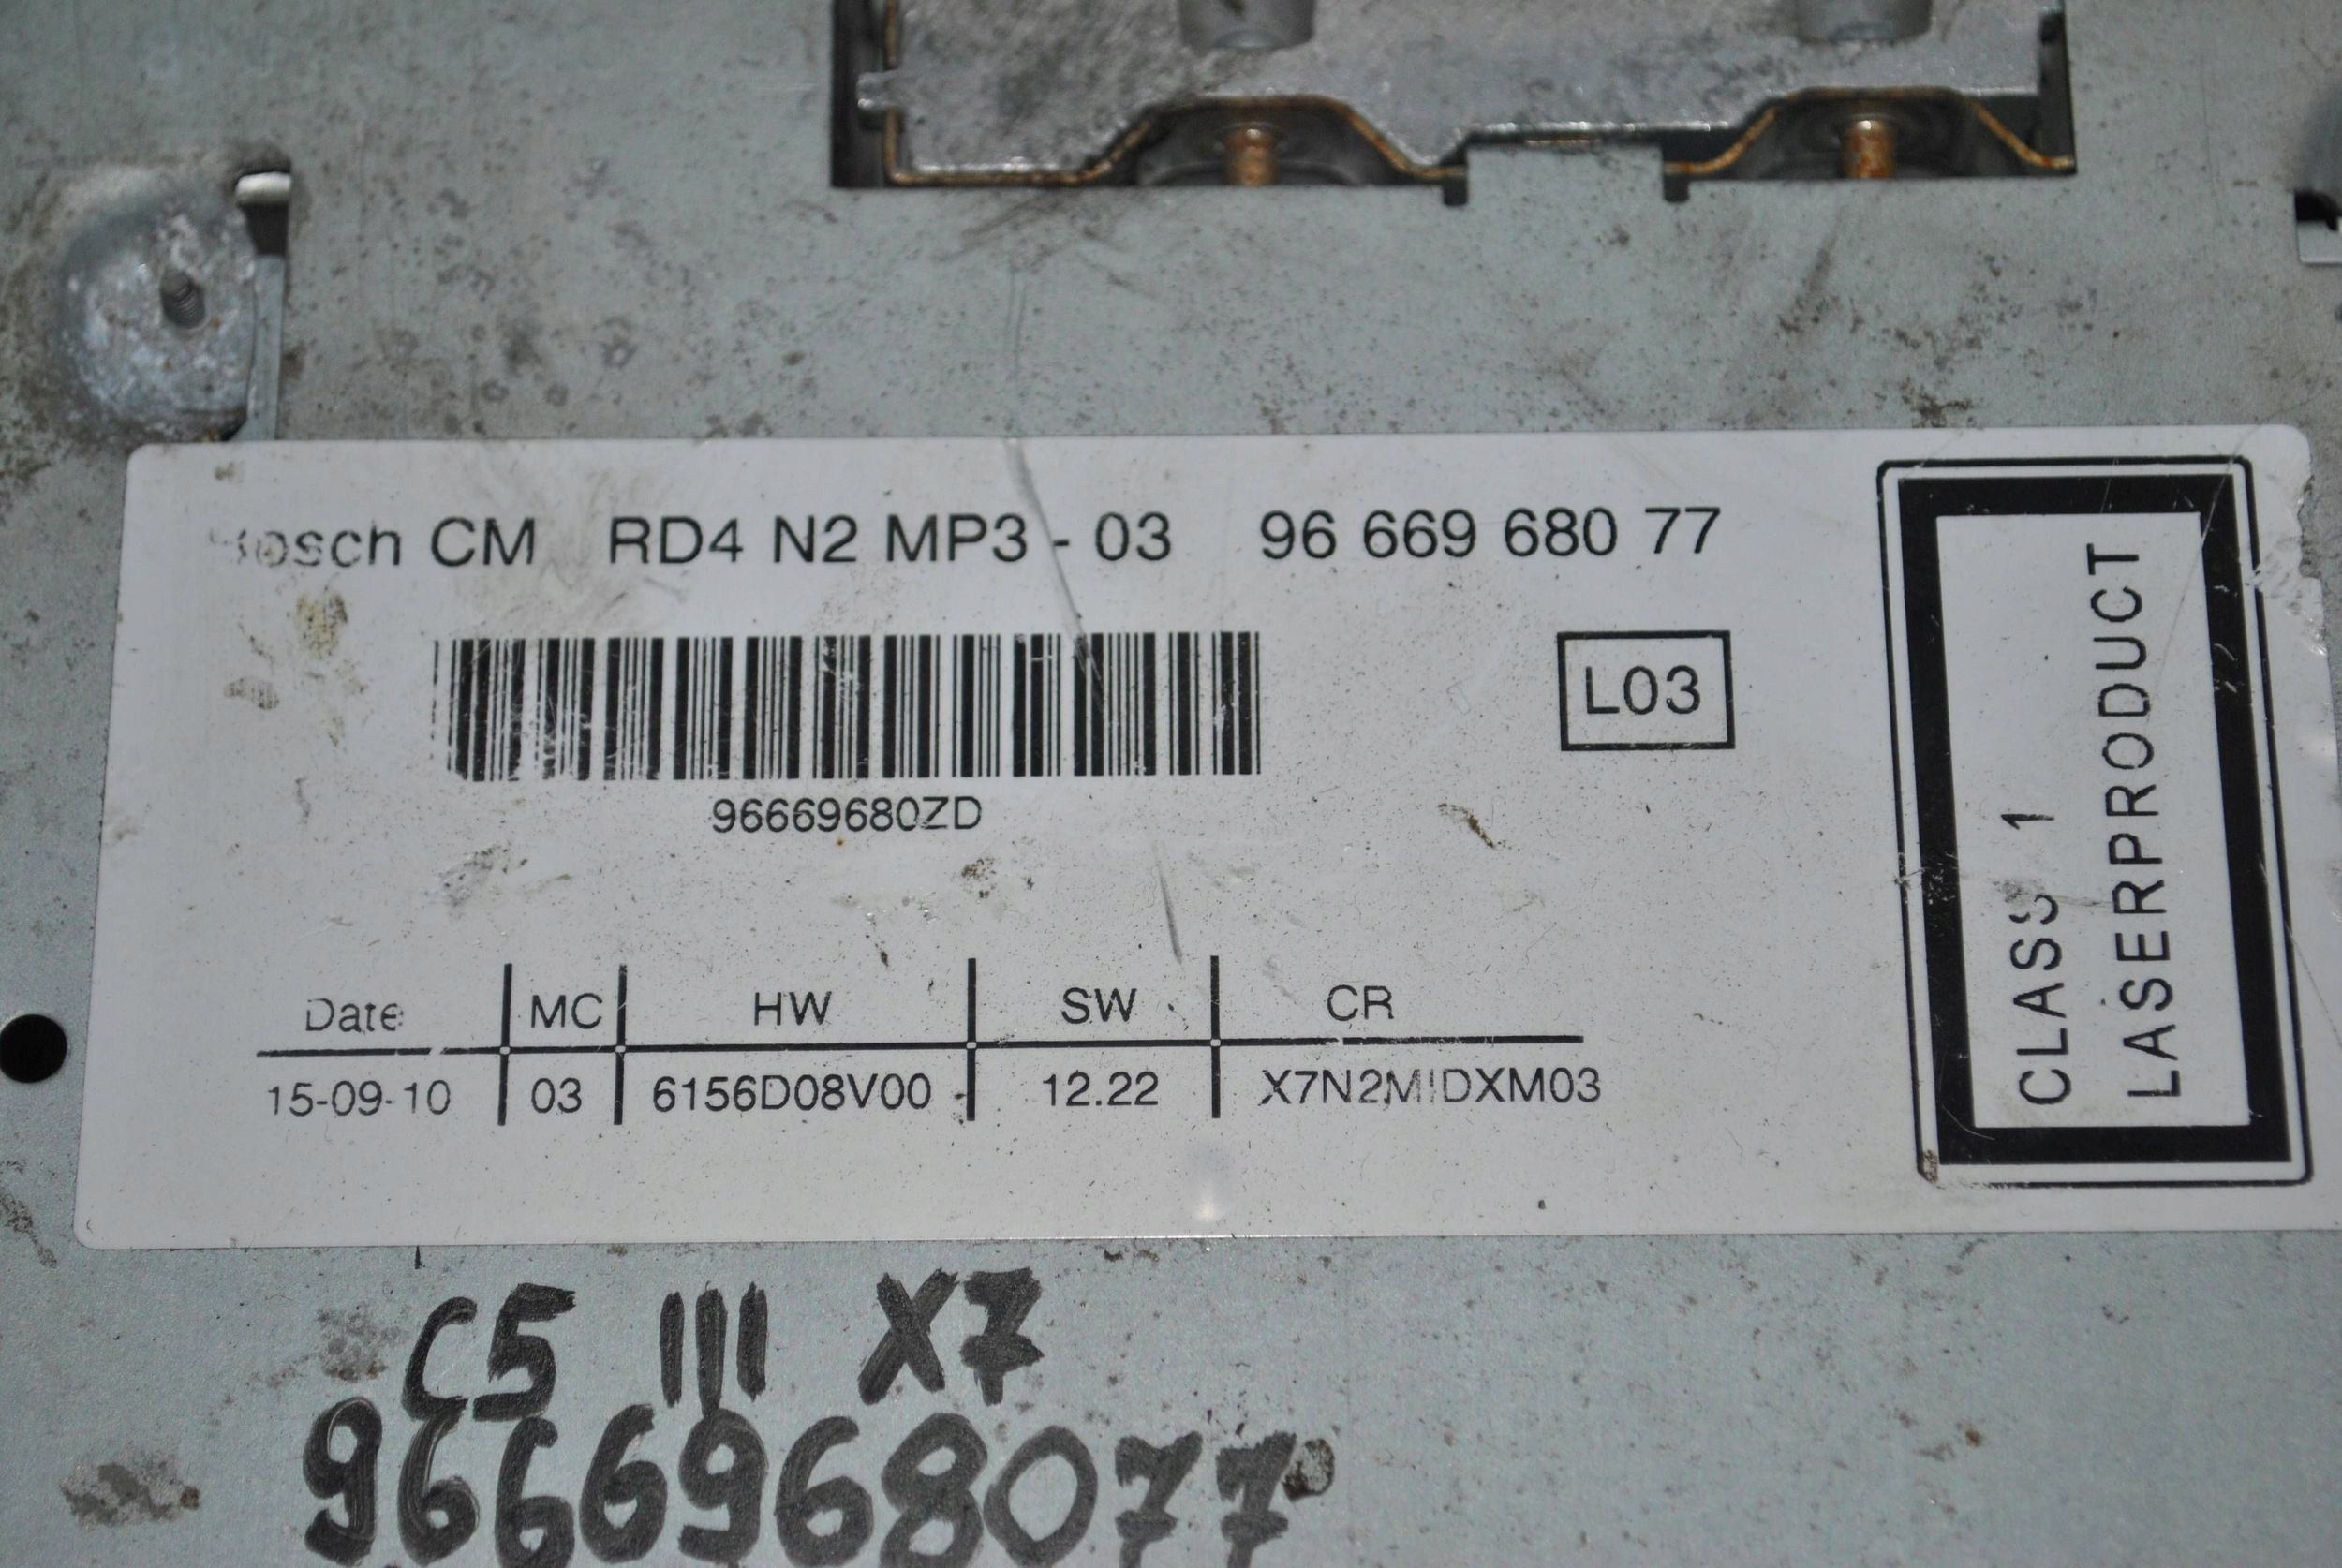 Bosch CM RD4 N2 MP3 - 03 96 669 680 77
L03
96669680ZD
Date MC HW SW CR
15-09-10 03 6156D08V00 12.22 X7N2MIDXM03
CLASS 1
LASERPRODUCT
C5 III X7
9666968077